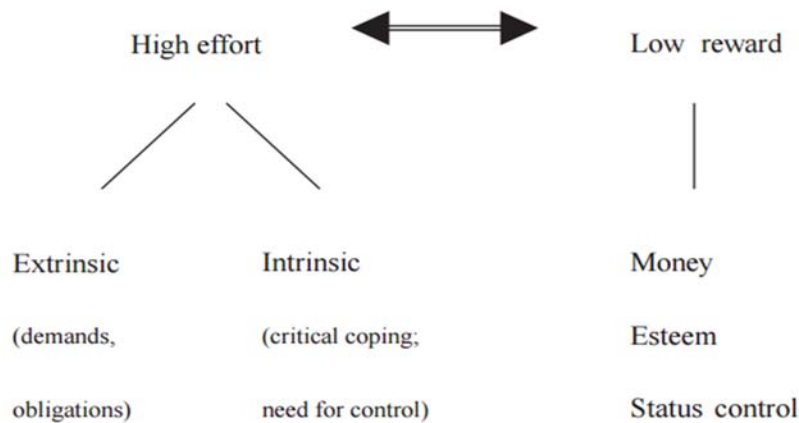 High effort
Low reward
Extrinsic
(demands,
obligations)
Intrinsic
(critical coping;
need for control)
Money
Esteem
Status control